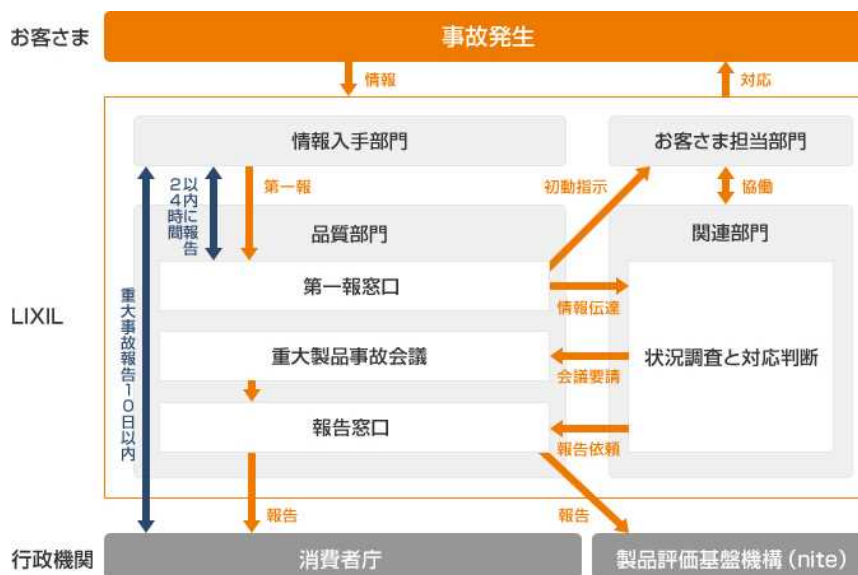 お客さま
事故発生
情報
対応
情報入手部門
お客さま担当部門
24時間
以内に報告
第一報
初動指示
協働
品質部門
関連部門
第一報窓口
情報伝達
LIXIL
重大事故報告10日以内
重大製品事故会議
会議要請
状況調査と対応判断
報告窓口
報告依頼
報告
報告
行政機関
消費者庁
製品評価基盤機構(nite)